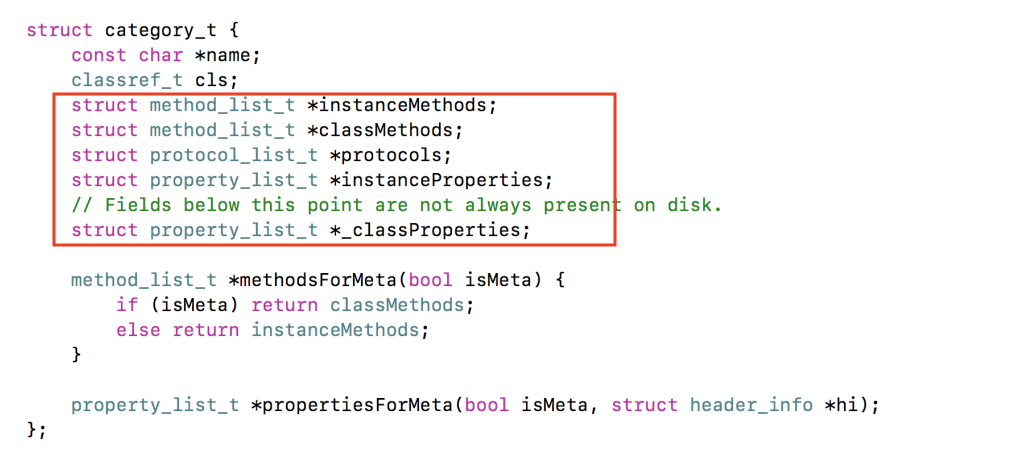 struct category_t {
    const char *name;
    classref_t cls;
    struct method_list_t *instanceMethods;
    struct method_list_t *classMethods;
    struct protocol_list_t *protocols;
    struct property_list_t *instanceProperties;
    // Fields below this point are not always present on disk.
    struct property_list_t *_classProperties;

    method_list_t *methodsForMeta(bool isMeta) {
        if (isMeta) return classMethods;
        else return instanceMethods;
    }

    property_list_t *propertiesForMeta(bool isMeta, struct header_info *hi);
};